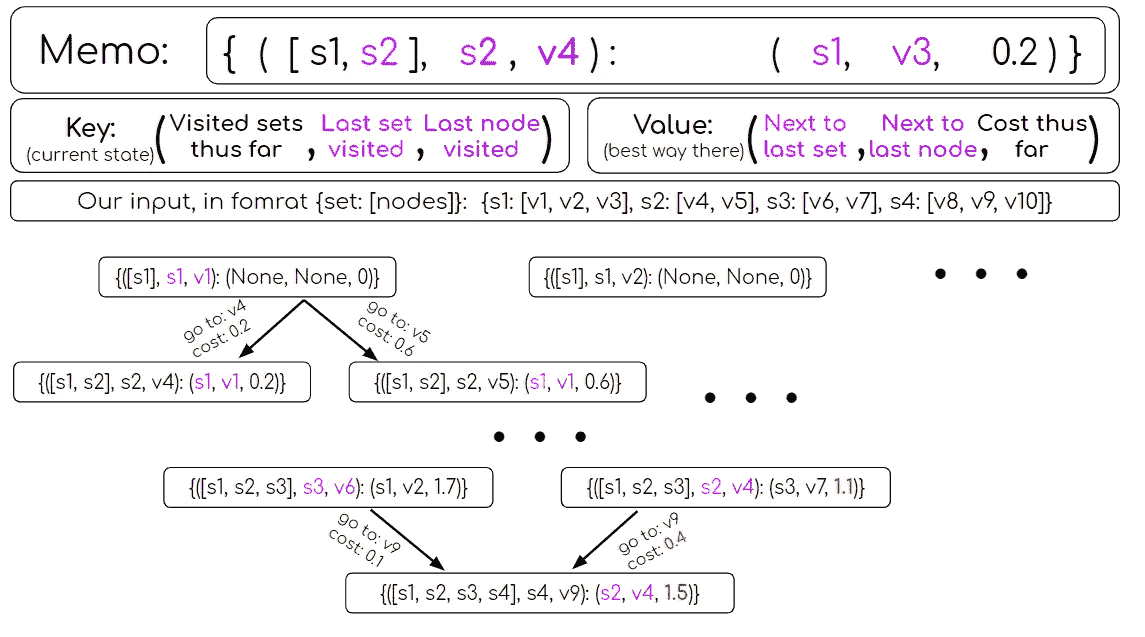 Memo: { ( [ s1, s2 ], s2 , v4 ) : ( s1, v3, 0.2 ) }
Key: (current state) ( Visited sets thus far , Last set visited , Last node visited )
Value: (best way there) ( Next to last set , Next to last node , Cost thus far )
Our input, in fomrat {set: [nodes]}: {s1: [v1, v2, v3], s2: [v4, v5], s3: [v6, v7], s4: [v8, v9, v10]}
{([s1], s1, v1): (None, None, 0)}
{([s1], s1, v2): (None, None, 0)}
go to: v4
cost: 0.2
go to: v5
cost: 0.6
{([s1, s2], s2, v4): (s1, v1, 0.2)}
{([s1, s2], s2, v5): (s1, v1, 0.6)}
{([s1, s2, s3], s3, v6): (s1, v2, 1.7)}
{([s1, s2, s3], s2, v4): (s3, v7, 1.1)}
go to: v9
cost: 0.1
go to: v9
cost: 0.4
{([s1, s2, s3, s4], s4, v9): (s2, v4, 1.5)}